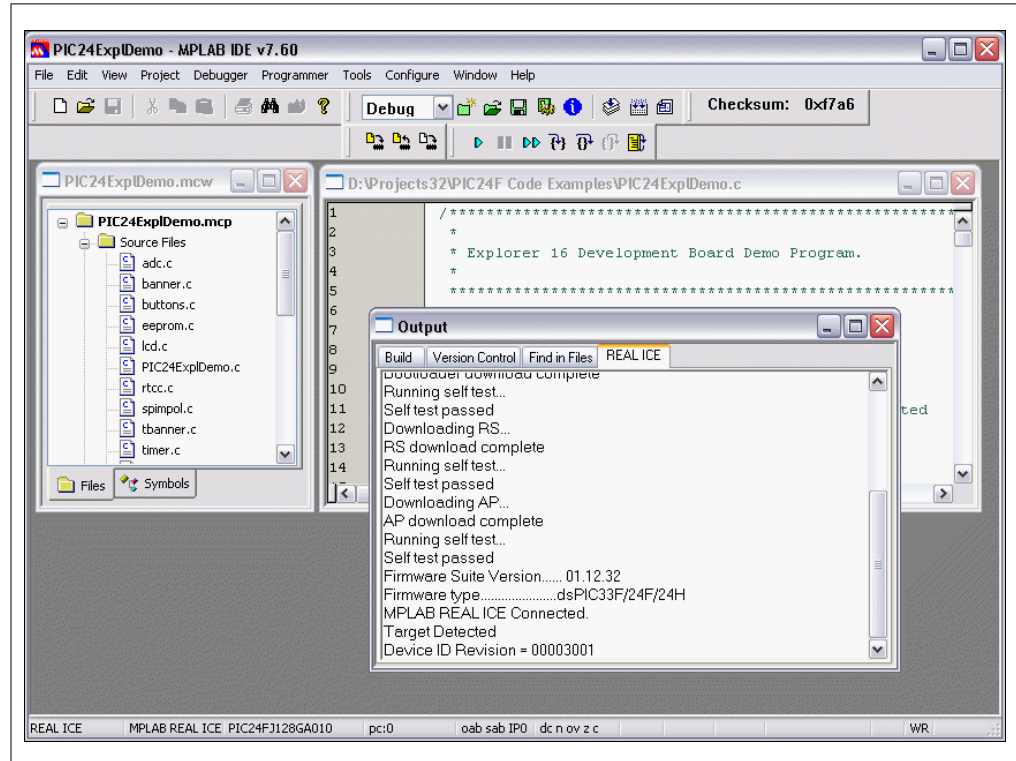 PIC24ExplDemo - MPLAB IDE v7.60
File Edit View Project Debugger Programmer Tools Configure Window Help
Debug
Checksum: 0xf7a6
PIC24ExplDemo.mcw
PIC24ExplDemo.mcp
Source Files
adc.c
banner.c
buttons.c
eeprom.c
lcd.c
PIC24ExplDemo.c
rtcc.c
spimpol.c
tbanner.c
timer.c
Files Symbols
D:\Projects32\PIC24F Code Examples\PIC24ExplDemo.c
1 /*******************************************************
2 *
3 * Explorer 16 Development Board Demo Program.
4 *
5 *******************************************************
6
7
8
9
10
11 ted
12
13
14
Output
Build Version Control Find in Files REAL ICE
Bootloader download complete
Running self test...
Self test passed
Downloading RS...
RS download complete
Running self test...
Self test passed
Downloading AP...
AP download complete
Running self test...
Self test passed
Firmware Suite Version...... 01.12.32
Firmware type......................dsPIC33F/24F/24H
MPLAB REAL ICE Connected.
Target Detected
Device ID Revision = 00003001
REAL ICE MPLAB REAL ICE PIC24FJ128GA010 pc:0 oab sab IP0 dc n ov z c WR